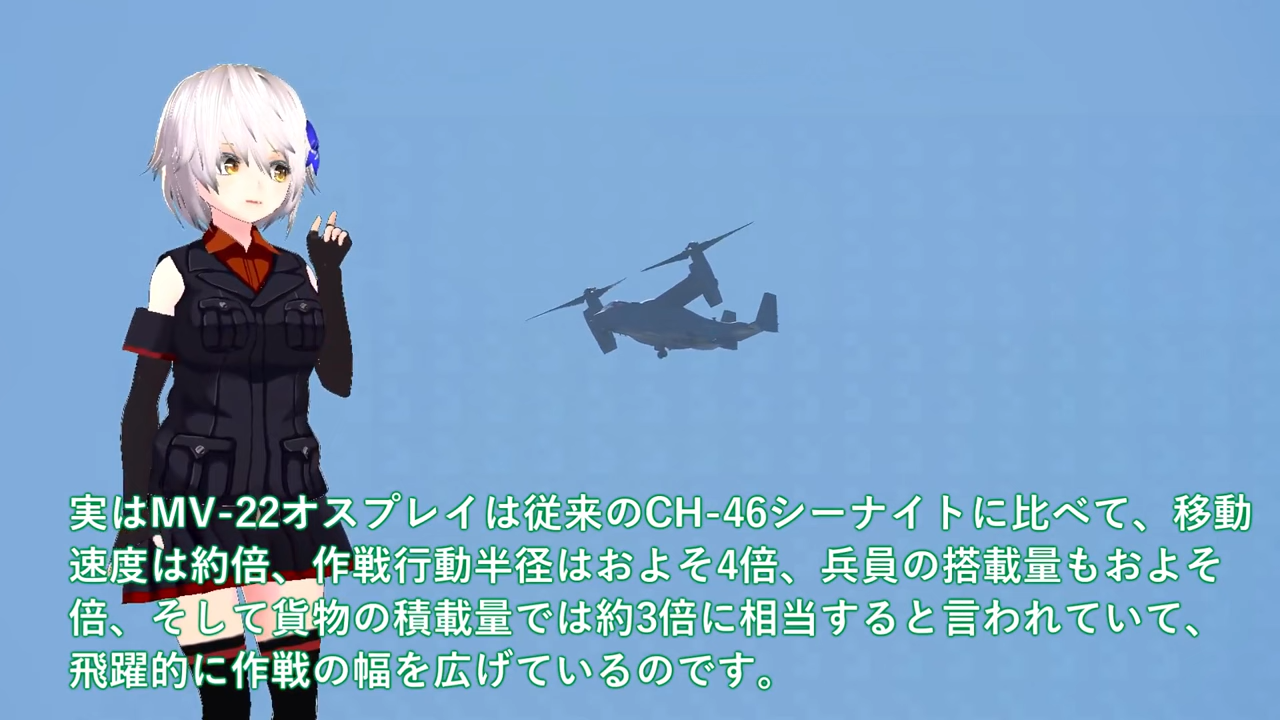 実はMV-22オスプレイは従来のCH-46シーナイトに比べて、移動
速度は約倍、作戦行動半径はおよそ4倍、兵員の搭載量もおよそ
倍、そして貨物の積載量では約3倍に相当すると言われていて、
飛躍的に作戦の幅を広げているのです。